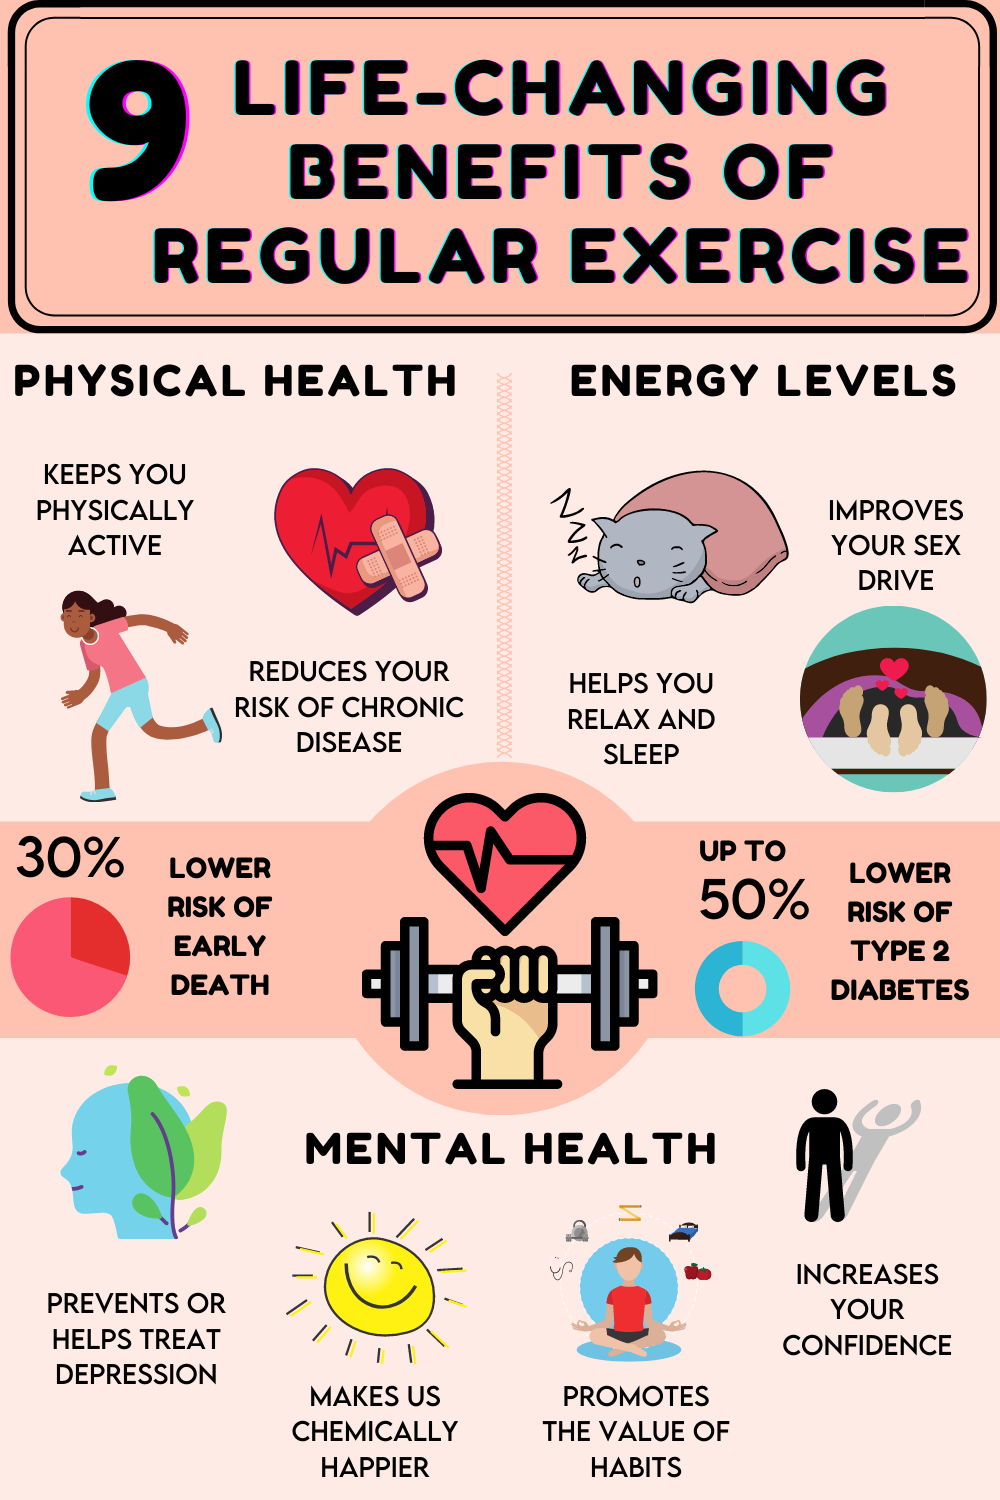 9
LIFE-CHANGING
BENEFITS OF
REGULAR EXERCISE
PHYSICAL HEALTH
KEEPS YOU
PHYSICALLY
ACTIVE
REDUCES YOUR
RISK OF CHRONIC
DISEASE
ENERGY LEVELS
ZZZZ
HELPS YOU
RELAX AND
SLEEP
IMPROVES
YOUR SEX
DRIVE
30%
LOWER
RISK OF
EARLY
DEATH
UP TO
50%
LOWER
RISK OF
TYPE 2
DIABETES
MENTAL HEALTH
PREVENTS OR
HELPS TREAT
DEPRESSION
MAKES US
CHEMICALLY
HAPPIER
PROMOTES
THE VALUE OF
HABITS
INCREASES
YOUR
CONFIDENCE